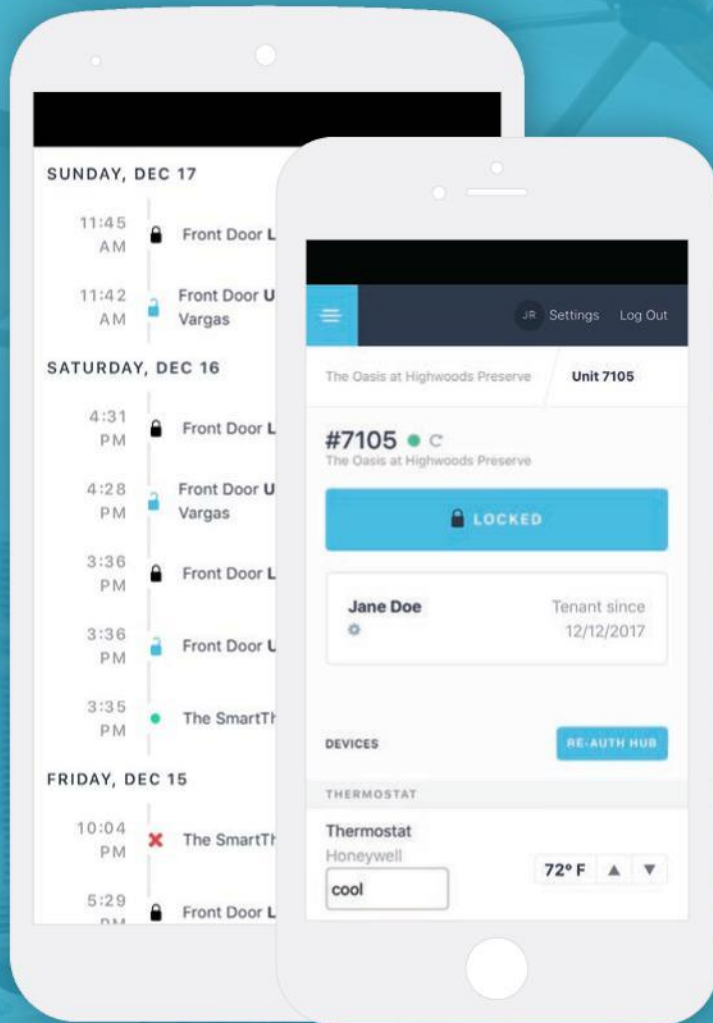 SUNDAY, DEC 17
11:45
AM
Front Door L
11:42
AM
Front Door U
Vargas
SATURDAY, DEC 16
4:31
PM
Front Door L
4:28
PM
Front Door U
Vargas
3:36
PM
Front Door L
3:36
PM
Front Door U
3:35
PM
The SmartTh
FRIDAY, DEC 15
10:04
PM
The SmartTh
5:29
PM
Front Door L
JR Settings Log Out
The Oasis at Highwoods Preserve Unit 7105
#7105
The Oasis at Highwoods Preserve
LOCKED
Jane Doe
Tenant since
12/12/2017
DEVICES
RE-AUTH HUB
THERMOSTAT
Thermostat
Honeywell
cool
72° F